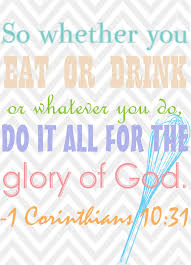 So whether you
EAT OR DRINK
or whatever you do,
DO IT ALL FOR THE
glory of God.
-1 Corinthians 10:31